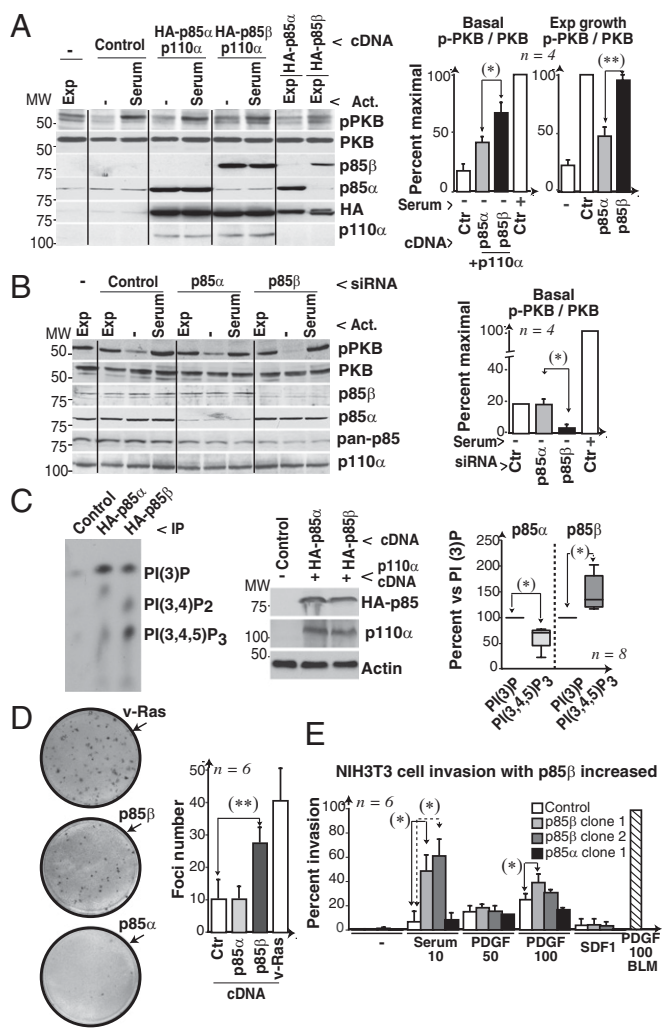 A
HA-p85α p110α
HA-p85β p110α
HA-p85α
HA-p85β
< cDNA
-
Control
Exp
-
Serum
-
Serum
-
Serum
Exp
Exp
< Act.
MW
50
pPKB
PKB
50
p85β
75
p85α
75
HA
75
p110α
100
Basal
p-PKB / PKB
Exp growth
p-PKB / PKB
n = 4
(*)
(**)
Percent maximal
100
50
0
100
50
0
Serum>
-
-
-
+
-
-
-
Ctr
p85α
p85β
Ctr
-
Ctr
p85α
p85β
cDNA>
+p110α
B
-
Control
p85α
p85β
< siRNA
Exp
Exp
-
Serum
Exp
-
Serum
Exp
-
Serum
< Act.
MW
50
pPKB
50
PKB
75
p85β
75
p85α
75
pan-p85
100
p110α
Basal
p-PKB / PKB
n = 4
(*)
Percent maximal
100
80
40
20
0
Serum>
-
-
-
+
siRNA>
Ctr
p85α
p85β
Ctr
C
Control
HA-p85α
HA-p85β
< IP
PI(3)P
PI(3,4)P2
PI(3,4,5)P3
- Control
+ HA-p85α
+ HA-p85β
< cDNA
p110α
< cDNA
MW
75
HA-p85
100
p110α
50
Actin
p85α
p85β
Percent vs PI (3)P
250
200
150
100
50
0
(*)
(*)
n = 8
PI(3)P
PI(3,4,5)P3
PI(3)P
PI(3,4,5)P3
D
v-Ras
p85β
p85α
n = 6
(**)
Foci number
50
40
30
20
10
0
Ctr
p85α
p85β
v-Ras
cDNA
E
NIH3T3 cell invasion with p85β increased
n = 6
Control
p85β clone 1
p85β clone 2
p85α clone 1
(*)
(*)
(*)
Percent invasion
100
80
60
40
20
0
-
Serum
10
PDGF
50
PDGF
100
SDF1
PDGF
100
BLM